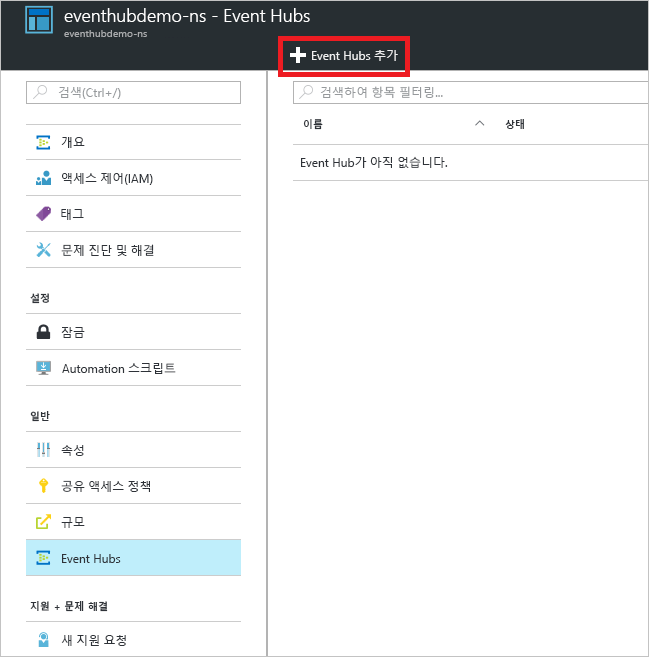 eventhubdemo-ns - Event Hubs
eventhubdemo-ns
Event Hubs 추가
검색(Ctrl+/)
개요
액세스 제어(IAM)
태그
문제 진단 및 해결
설정
잠금
Automation 스크립트
일반
속성
공유 액세스 정책
규모
Event Hubs
지원 + 문제 해결
새 지원 요청
검색하여 항목 필터링...
이름 상태
Event Hub가 아직 없습니다.